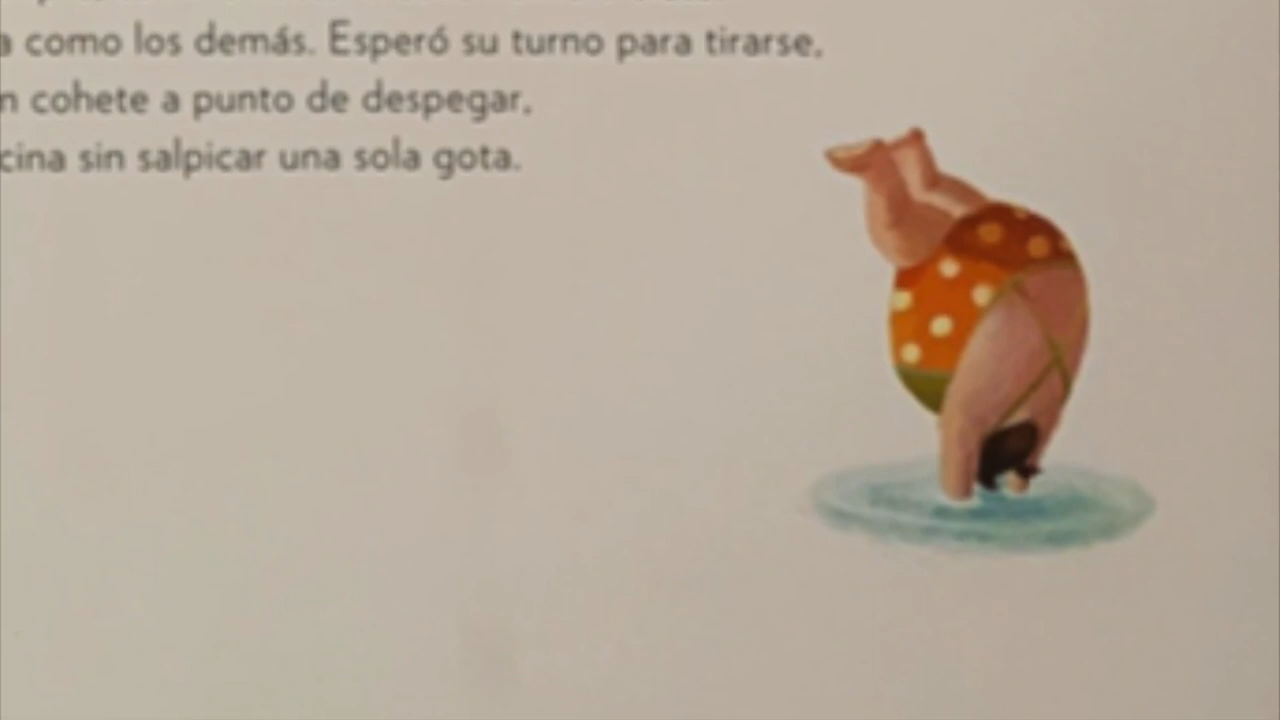 a como los demás. Esperó su turno para tirarse.
n cohete a punto de despegar.
cina sin salpicar una sola gota.